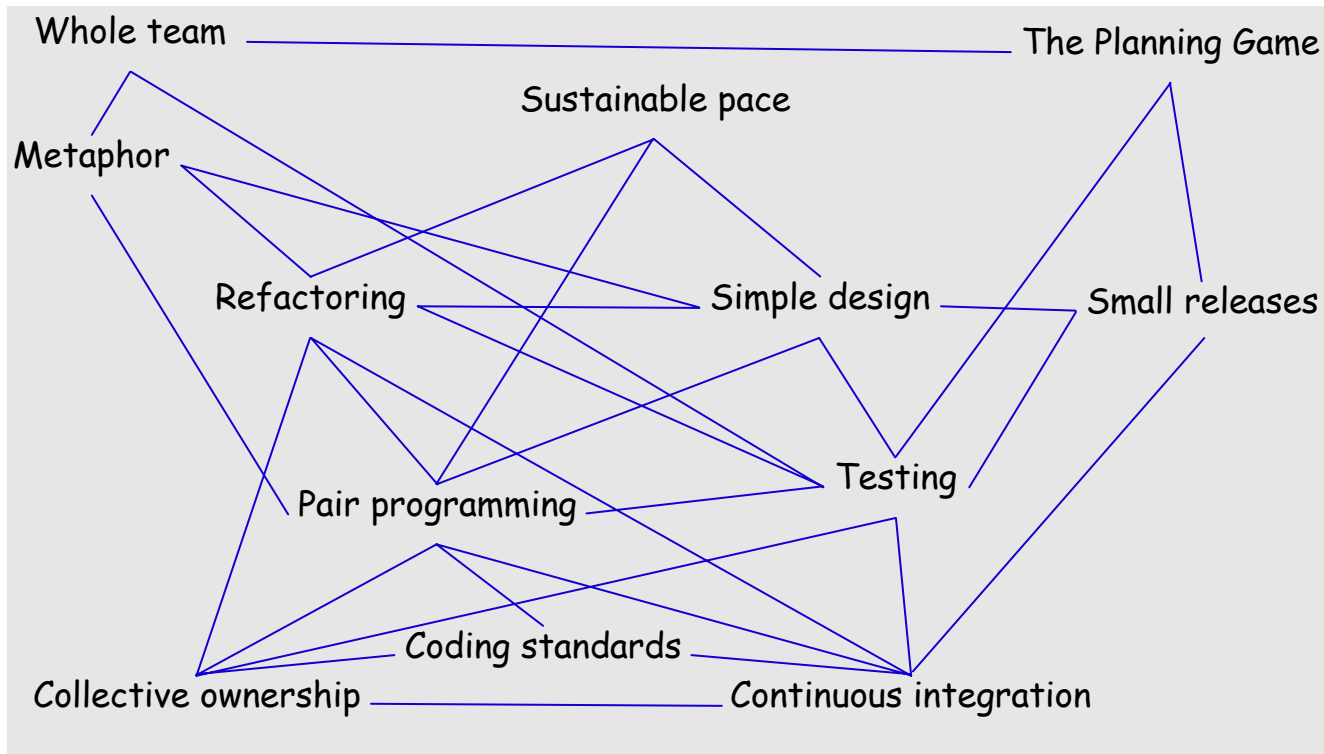 Whole team
The Planning Game
Sustainable pace
Metaphor
Refactoring
Simple design
Small releases
Testing
Pair programming
Coding standards
Collective ownership
Continuous integration